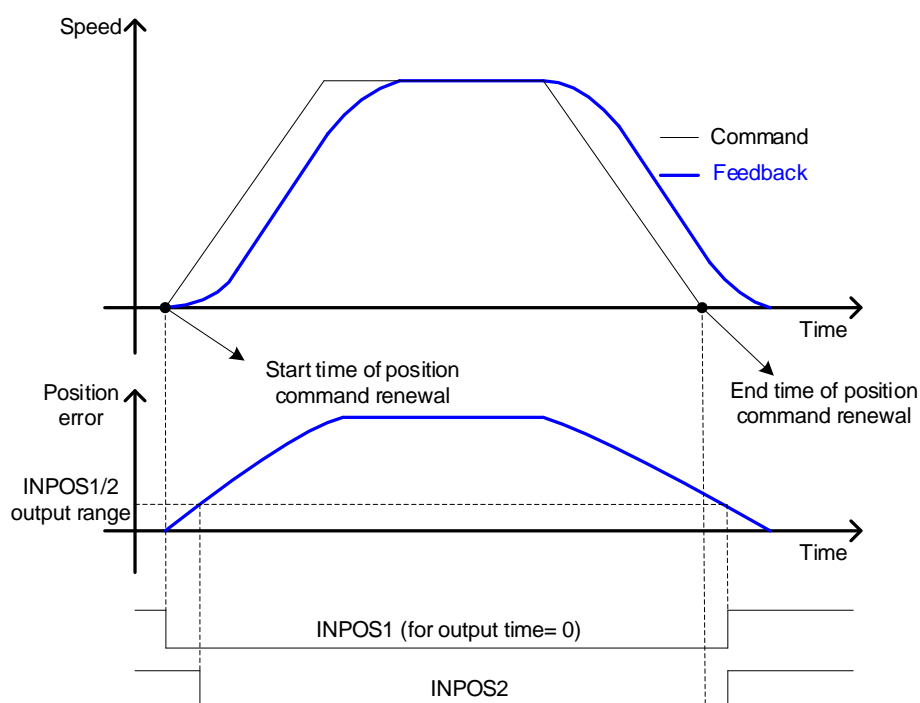 Speed
Command
Feedback
Time
Start time of position
command renewal
End time of position
command renewal
Position
error
INPOS1/2
output range
Time
INPOS1 (for output time= 0)
INPOS2